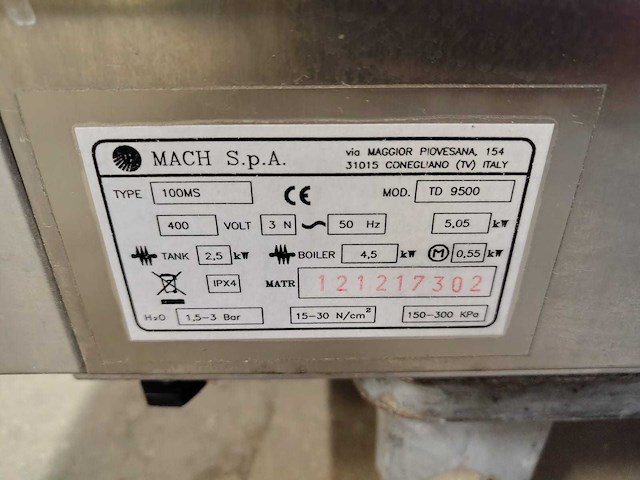 MACH S.p.A.
via MAGGIOR PIOVESANA, 154
31015 CONEGLIANO (TV) ITALY
TYPE 100MS CE MOD. TD 9500
400 VOLT 3 N ~ 50 Hz 5,05 kW
TANK 2,5 kW BOILER 4,5 kW M 0,55 kW
IPX4 MATR 121217302
H2O 1,5-3 Bar 15-30 N/cm² 150-300 KPa